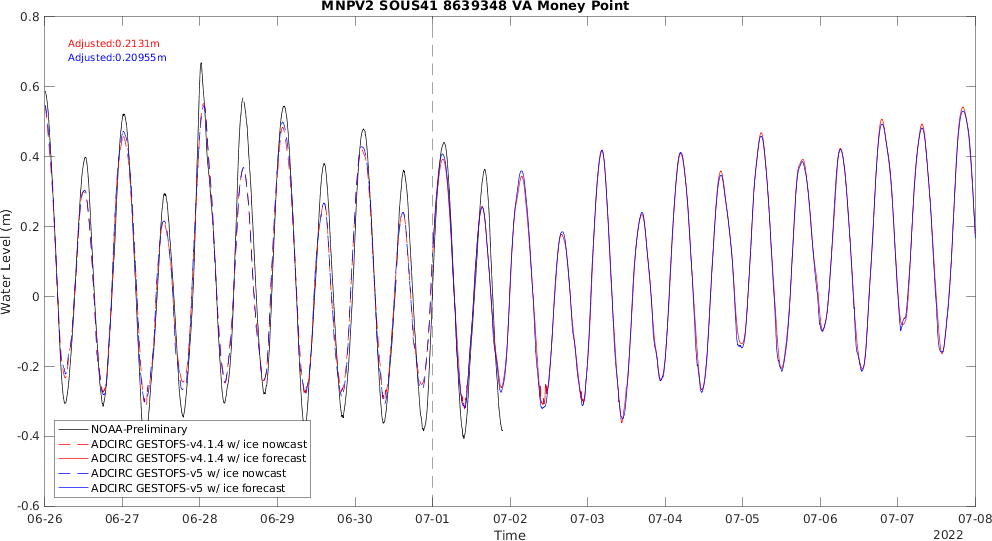 MNPV2 SOUS41 8639348 VA Money Point
Adjusted:0.2131m
Adjusted:0.20955m
0.8
0.6
0.4
0.2
0
-0.2
-0.4
-0.6
Water Level (m)
NOAA-Preliminary
ADCIRC GESTOFS-v4.1.4 w/ ice nowcast
ADCIRC GESTOFS-v4.1.4 w/ ice forecast
ADCIRC GESTOFS-v5 w/ ice nowcast
ADCIRC GESTOFS-v5 w/ ice forecast
06-26 06-27 06-28 06-29 06-30 07-01 07-02 07-03 07-04 07-05 07-06 07-07 07-08
Time
2022